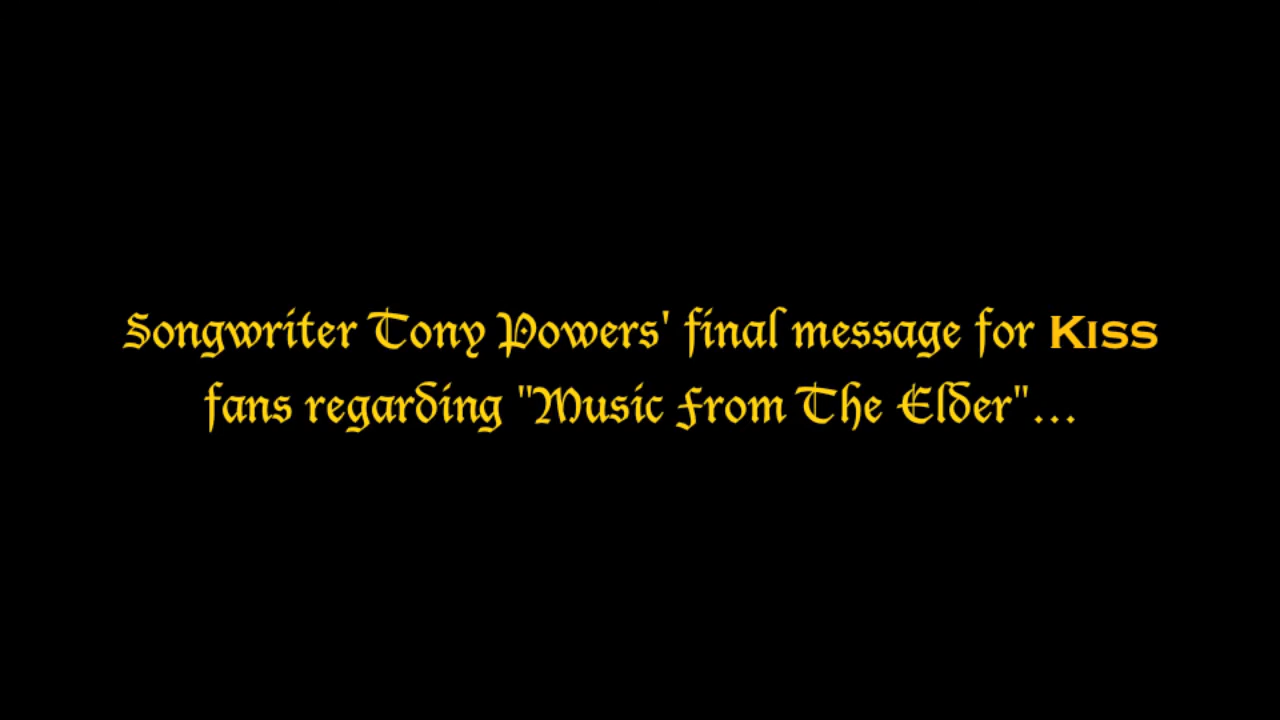 Songwriter Tony Powers' final message for KISS
fans regarding "Music From The Elder"...